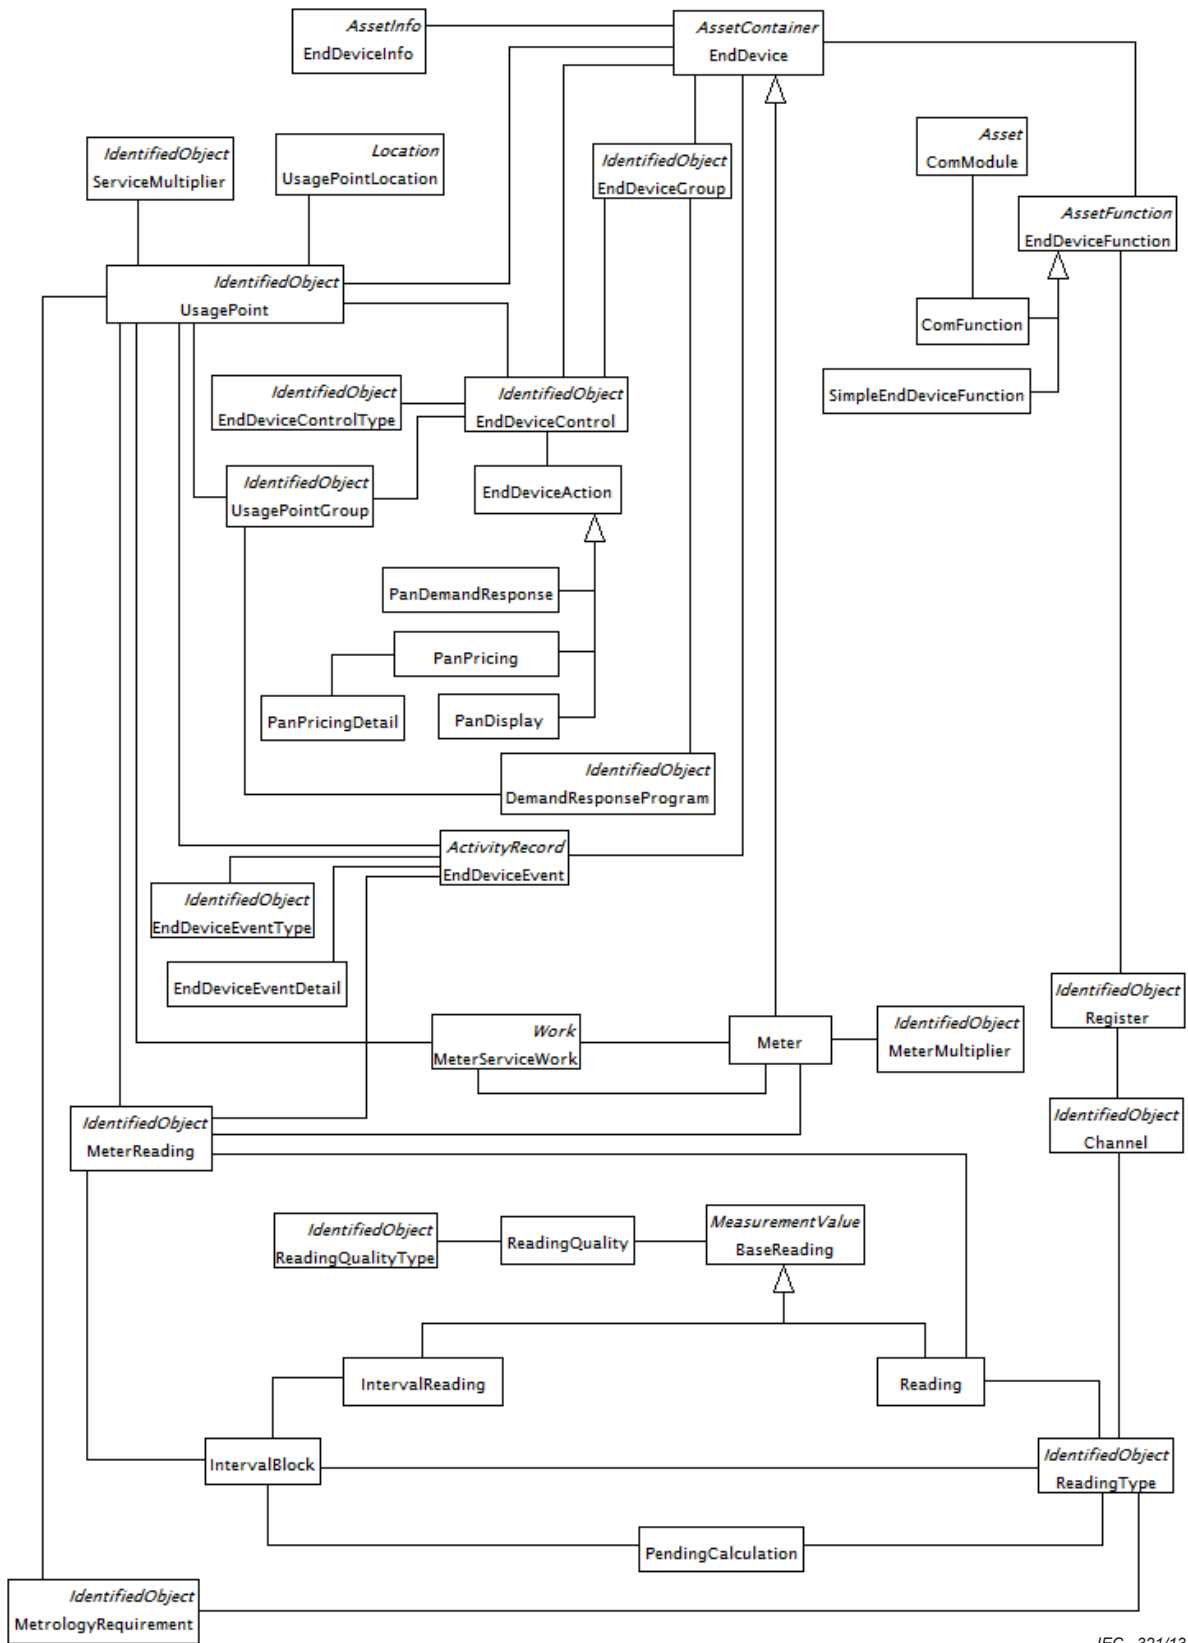 AssetInfo
EndDeviceInfo
AssetContainer
EndDevice
Asset
ComModule
IdentifiedObject
ServiceMultiplier
Location
UsagePointLocation
IdentifiedObject
EndDeviceGroup
AssetFunction
EndDeviceFunction
IdentifiedObject
UsagePoint
ComFunction
IdentifiedObject
EndDeviceControlType
IdentifiedObject
EndDeviceControl
SimpleEndDeviceFunction
IdentifiedObject
UsagePointGroup
EndDeviceAction
PanDemandResponse
PanPricing
PanPricingDetail
PanDisplay
IdentifiedObject
DemandResponseProgram
ActivityRecord
EndDeviceEvent
IdentifiedObject
EndDeviceEventType
EndDeviceEventDetail
IdentifiedObject
Register
Work
MeterServiceWork
Meter
IdentifiedObject
MeterMultiplier
IdentifiedObject
MeterReading
IdentifiedObject
Channel
IdentifiedObject
ReadingQualityType
ReadingQuality
MeasurementValue
BaseReading
IntervalReading
Reading
IntervalBlock
IdentifiedObject
ReadingType
PendingCalculation
IdentifiedObject
MetrologyRequirement
IEC 321/13